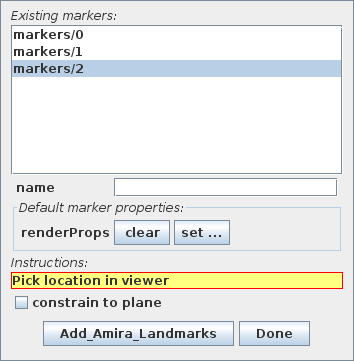 Existing markers:
markers/0
markers/1
markers/2
name
Default marker properties:
renderProps clear set ...
Instructions:
Pick location in viewer
constrain to plane
Add_Amira_Landmarks Done